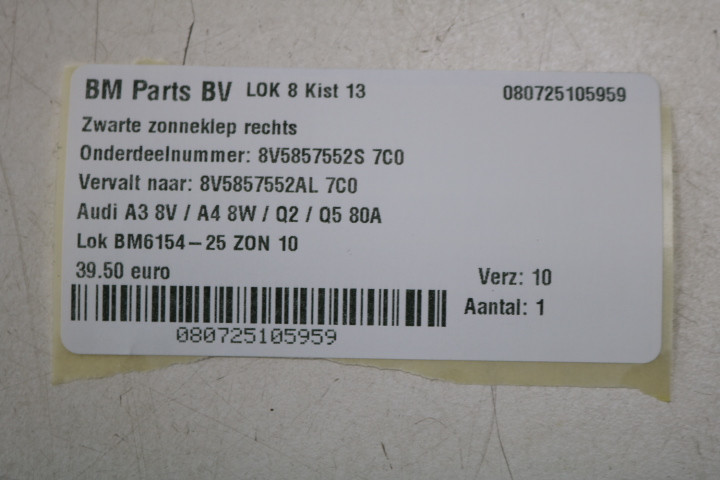 BM Parts BV LOK 8 Kist 13 080725105959
Zwarte zonneklep rechts
Onderdeelnummer: 8V5857552S 7C0
Vervalt naar: 8V5857552AL 7C0
Audi A3 8V / A4 8W / Q2 / Q5 80A
Lok BM6154-25 ZON 10
39.50 euro Verz: 10
Aantal: 1
080725105959